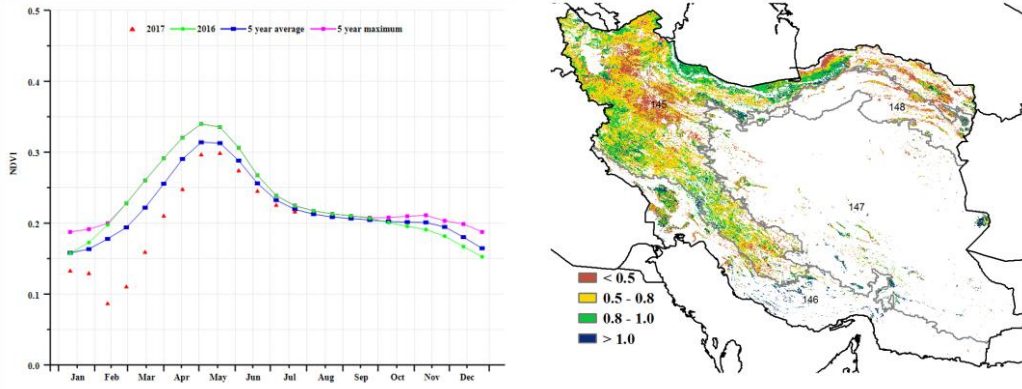 0.5
2017 2016 5 year average 5 year maximum
0.4
0.3
NDVI
0.2
0.1
0.0
Jan Feb Mar Apr May Jun Jul Aug Sep Oct Nov Dec
145
148
147
146
< 0.5
0.5 - 0.8
0.8 - 1.0
> 1.0